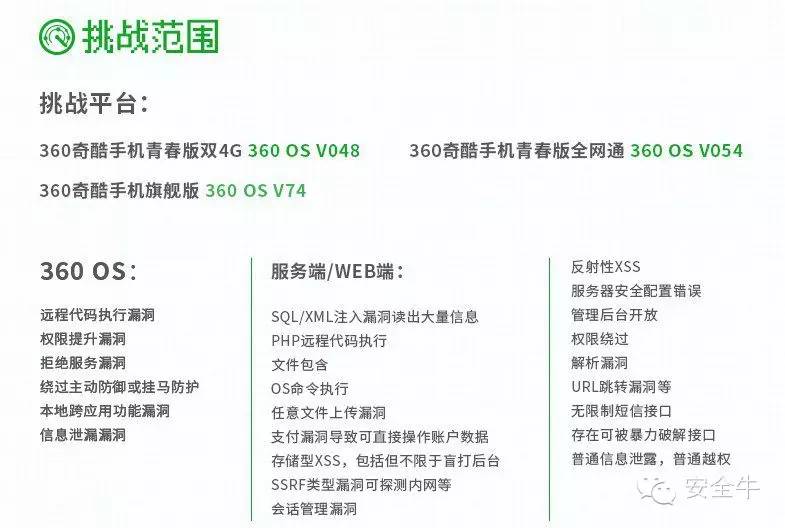 挑战范围
挑战平台：
360奇酷手机青春版双4G 360 OS V048
360奇酷手机青春版全网通 360 OS V054
360奇酷手机旗舰版 360 OS V74
360 OS：
远程代码执行漏洞
权限提升漏洞
拒绝服务漏洞
绕过主动防御或挂马防护
本地跨应用功能漏洞
信息泄漏漏洞
服务端/WEB端：
SQL/XML注入漏洞读出大量信息
PHP远程代码执行
文件包含
OS命令执行
任意文件上传漏洞
支付漏洞导致可直接操作账户数据
存储型XSS，包括但不限于盲打后台
SSRF类型漏洞可探测内网等
会话管理漏洞
反射性XSS
服务器安全配置错误
管理后台开放
权限绕过
解析漏洞
URL跳转漏洞等
无限制短信接口
存在可被暴力破解接口
普通信息泄露，普通越权
安全牛